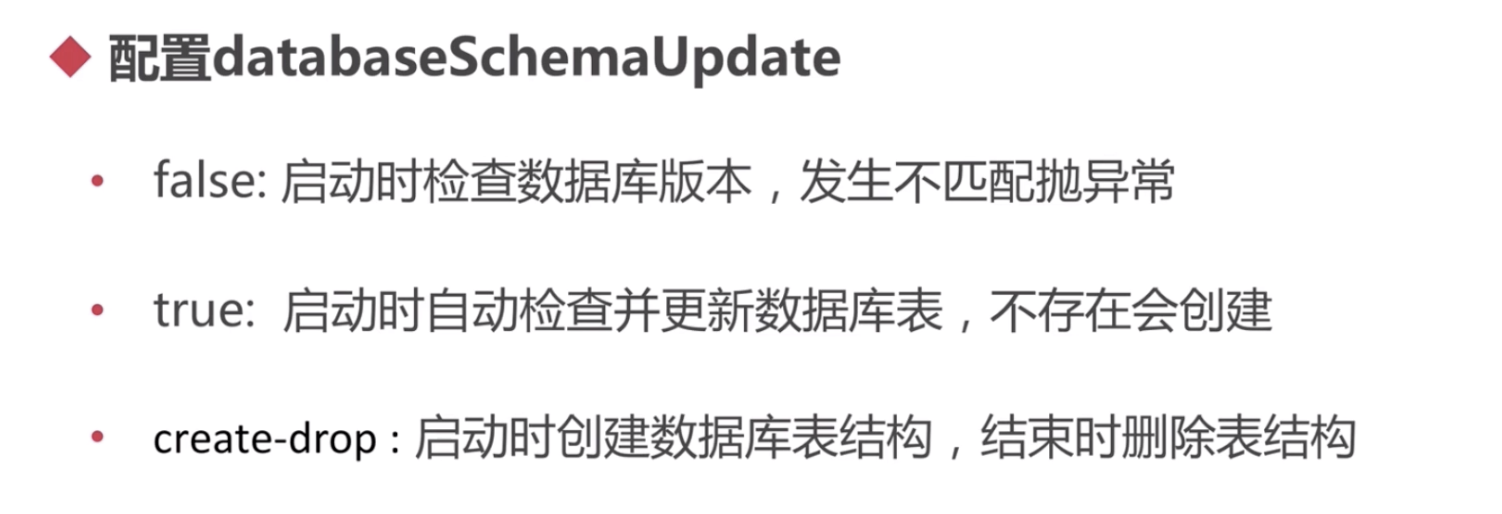 配置databaseSchemaUpdate
false: 启动时检查数据库版本，发生不匹配抛异常
true: 启动时自动检查并更新数据库表，不存在会创建
create-drop : 启动时创建数据库表结构，结束时删除表结构